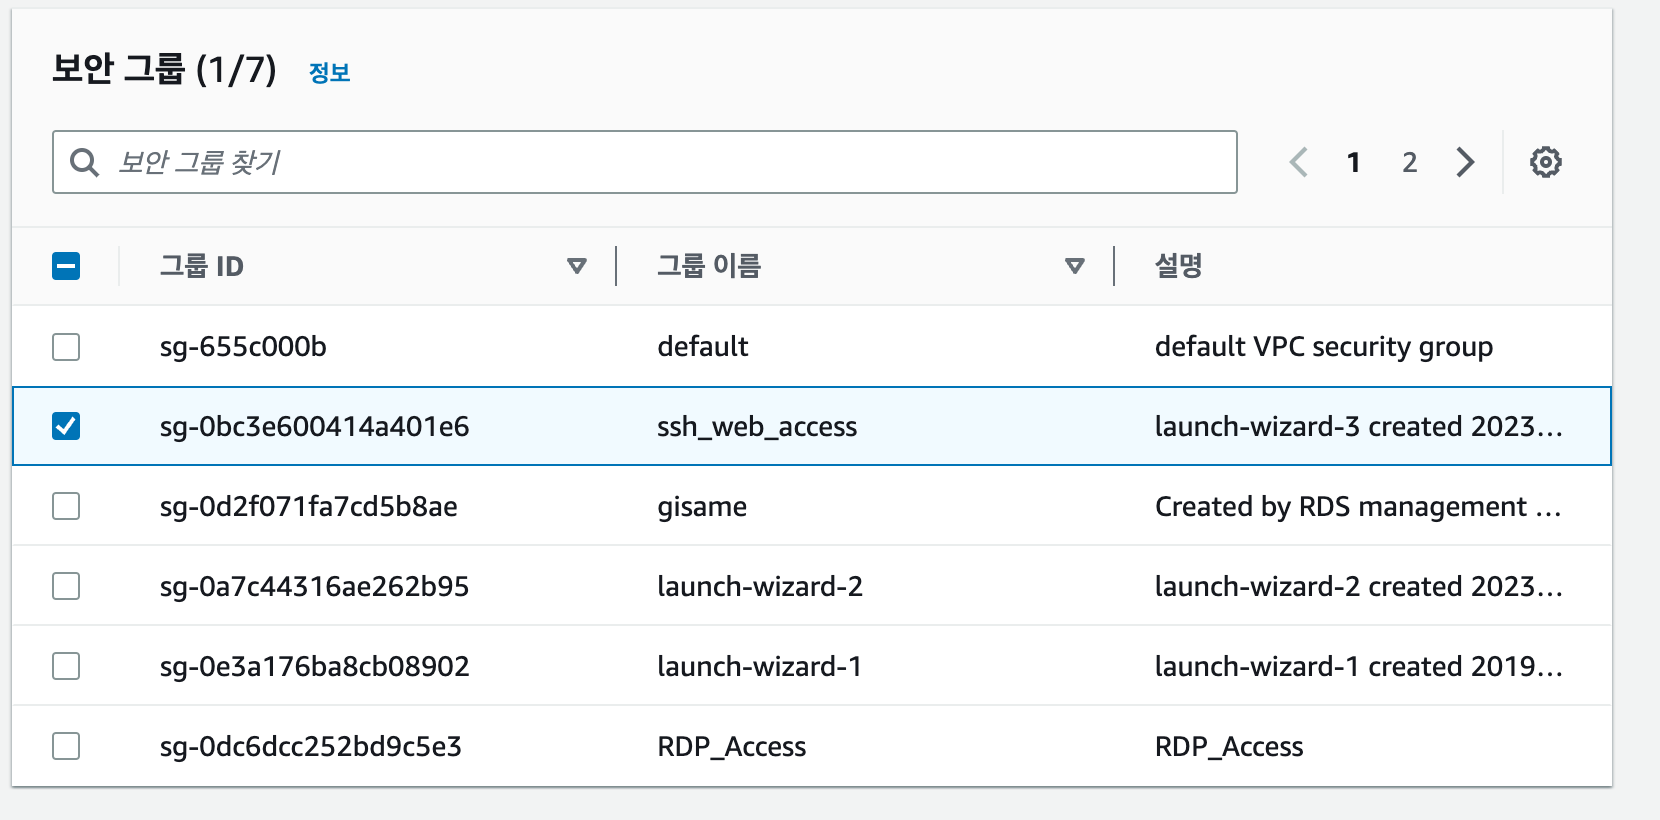 보안 그룹 (1/7) 정보
보안 그룹 찾기 1 2
그룹 ID 그룹 이름 설명
sg-655c000b default default VPC security group
sg-0bc3e600414a401e6 ssh_web_access launch-wizard-3 created 2023...
sg-0d2f071fa7cd5b8ae gisame Created by RDS management ...
sg-0a7c44316ae262b95 launch-wizard-2 launch-wizard-2 created 2023...
sg-0e3a176ba8cb08902 launch-wizard-1 launch-wizard-1 created 2019...
sg-0dc6dcc252bd9c5e3 RDP_Access RDP_Access